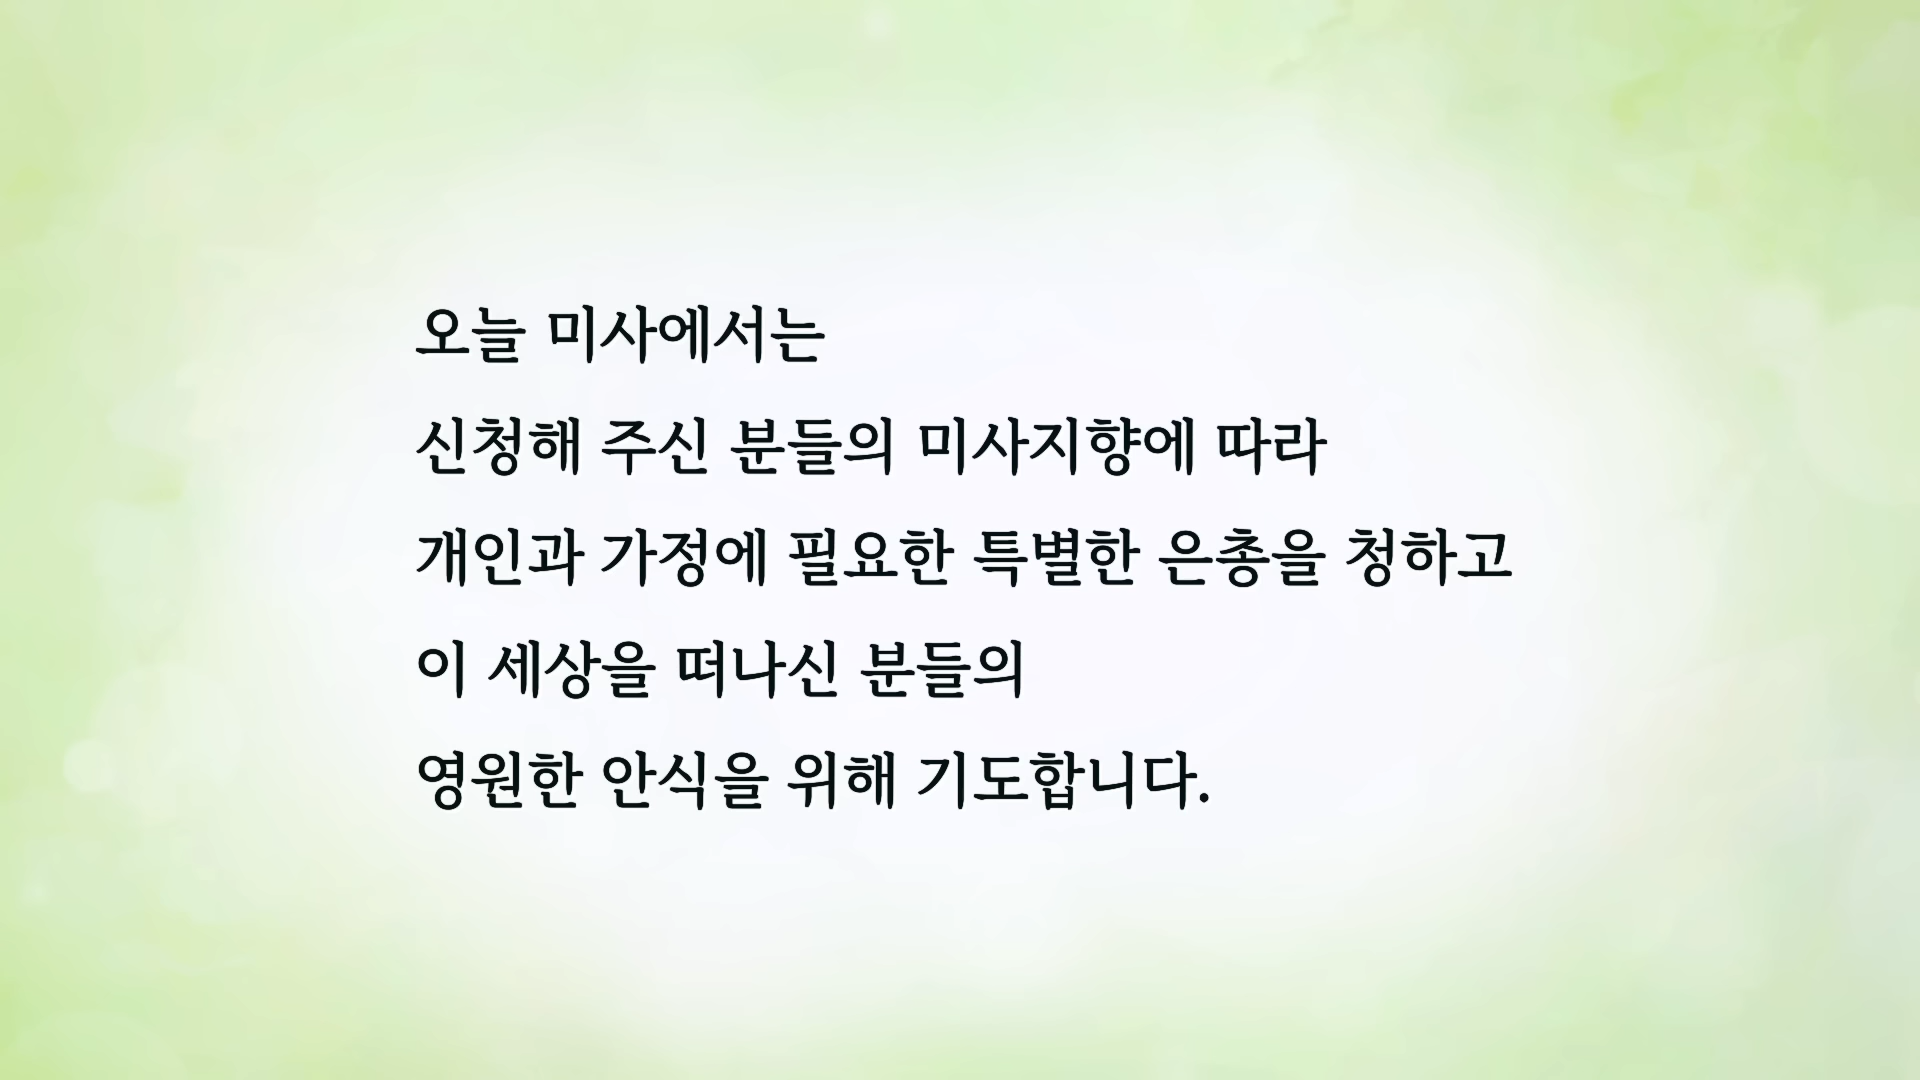 오늘 미사에서는
신청해 주신 분들의 미사지향에 따라
개인과 가정에 필요한 특별한 은총을 청하고
이 세상을 떠나신 분들의
영원한 안식을 위해 기도합니다.